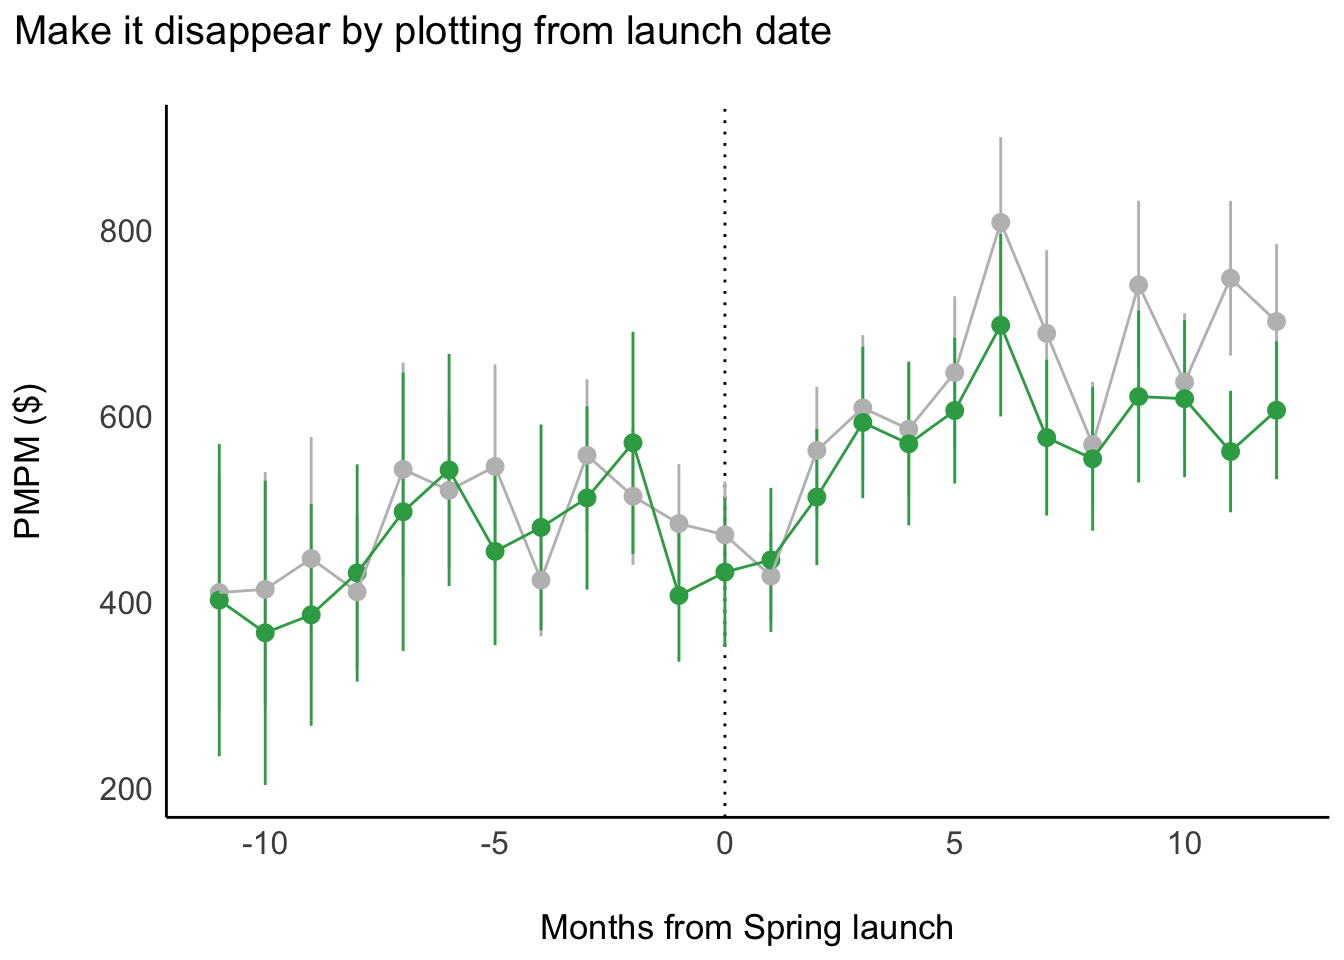 Make it disappear by plotting from launch date
PMPM ($)
800
600
400
200
-10 -5 0 5 10
Months from Spring launch